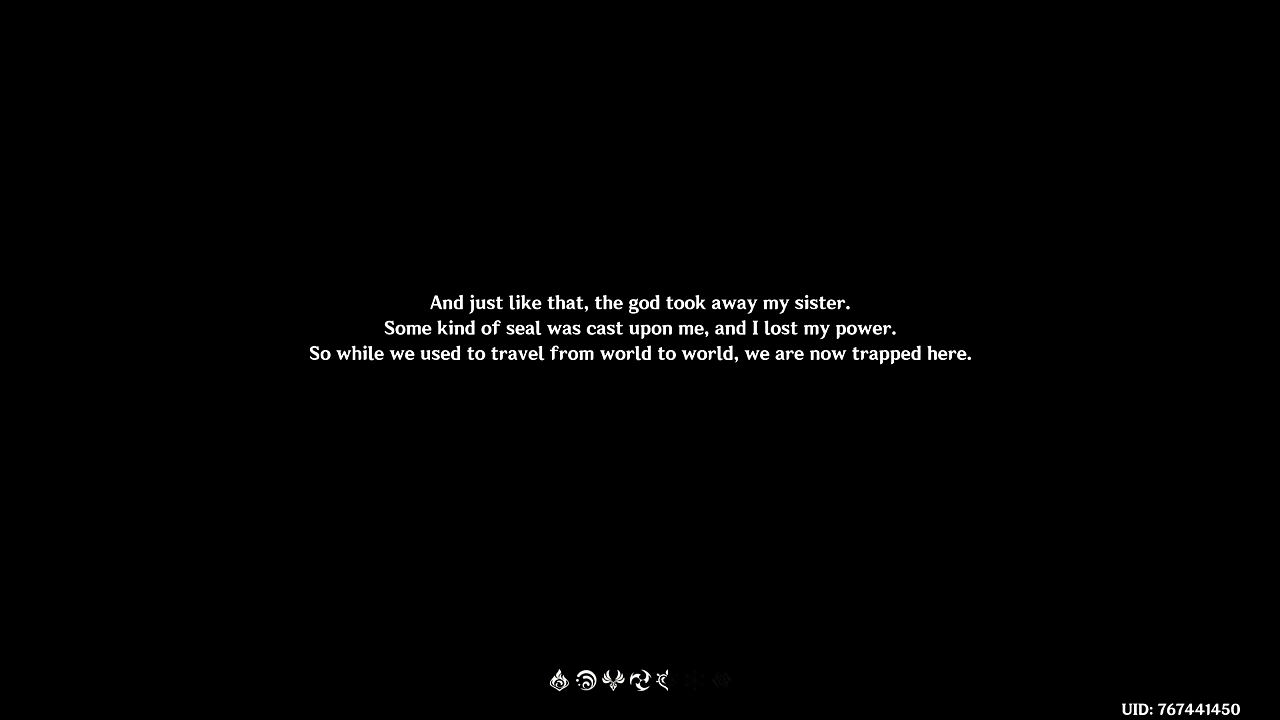 And just like that, the god took away my sister.
Some kind of seal was cast upon me, and I lost my power.
So while we used to travel from world to world, we are now trapped here.
UID: 767441450